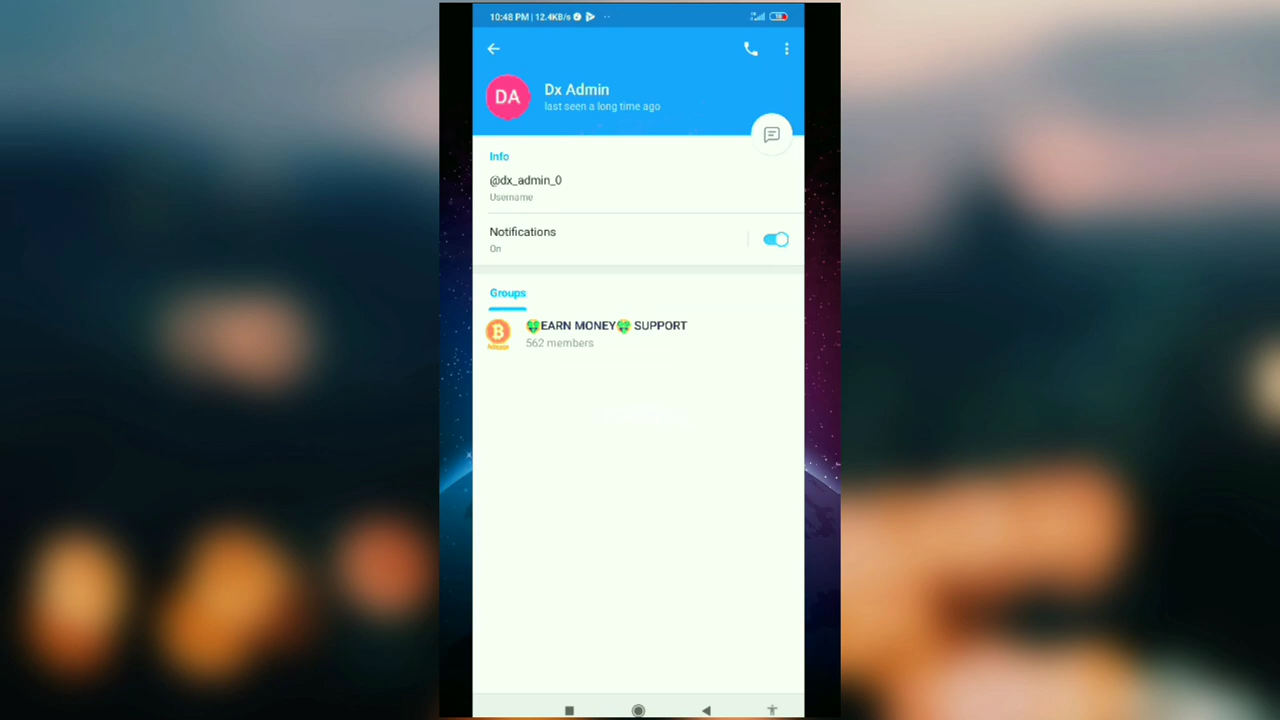 10:48 PM | 12.4KB/s
18
DA
Dx Admin
last seen a long time ago
Info
@dx_admin_0
Username
Notifications
On
Groups
🤑EARN MONEY🤑 SUPPORT
562 members